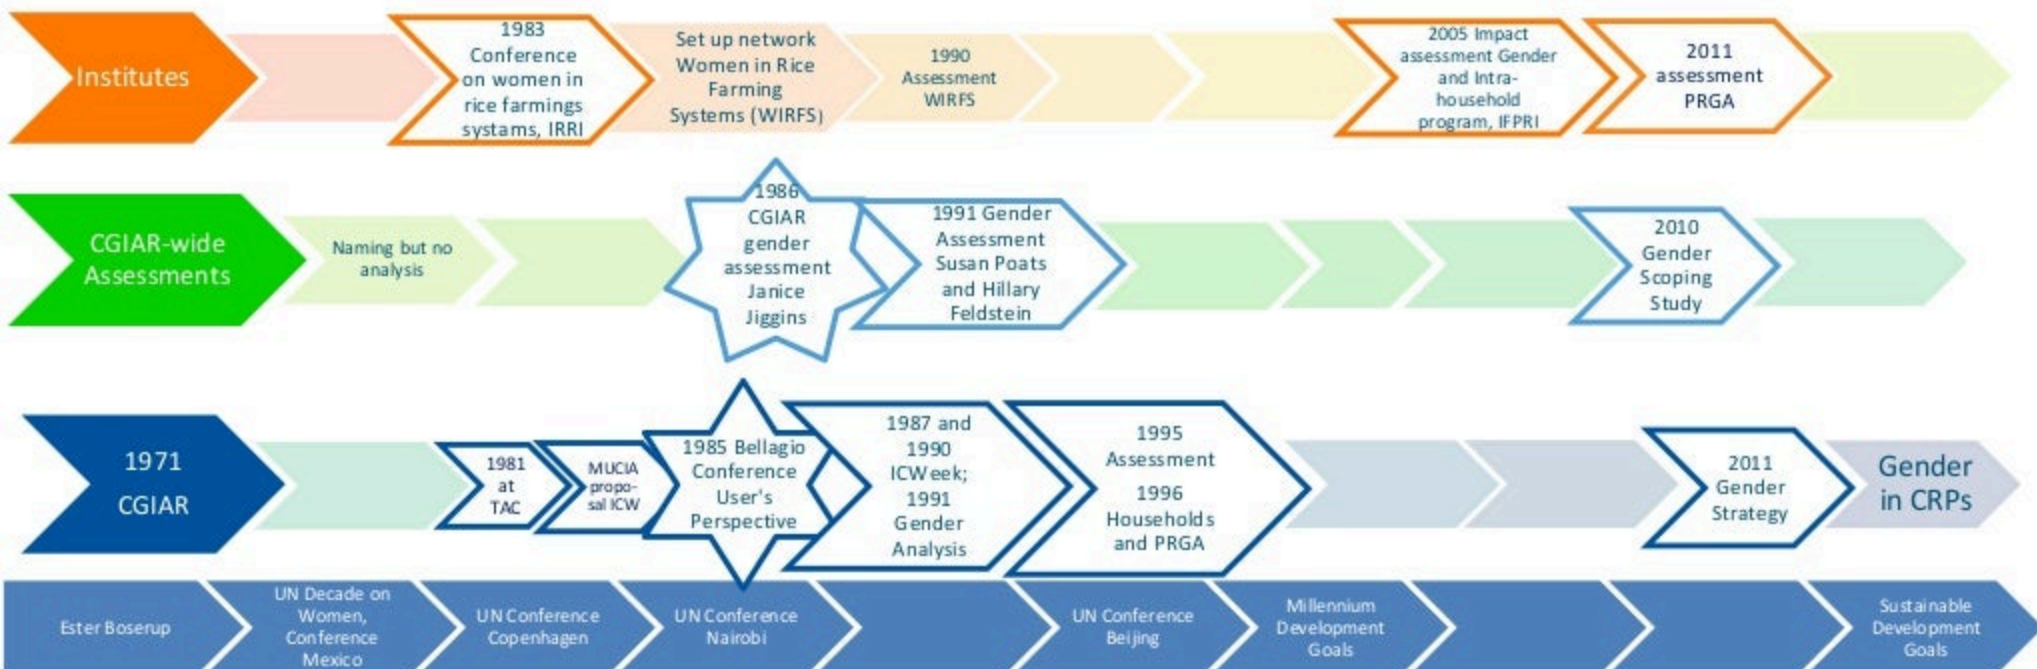 Institutes
1983
Conference
on women in
rice farmings
systams, IRRI
Set up network
Women in Rice
Farming
Systems (WIRFS)
1990
Assessment
WIRFS
2005 Impact
assessment Gender
and Intra-
household
program, IFPRI
2011
assessment
PRGA
CGIAR-wide
Assessments
Naming but no
analysis
1986
CGIAR
gender
assessment
Janice
Jiggins
1991 Gender
Assessment
Susan Poats
and Hillary
Feldstein
2010
Gender
Scoping
Study
1971
CGIAR
1981
at
TAC
MUCIA
propo-
sal ICW
1985 Bellagio
Conference
User's
Perspective
1987 and
1990
ICWeek;
1991
Gender
Analysis
1995
Assessment
1996
Households
and PRGA
2011
Gender
Strategy
Gender
in CRPs
Ester Boserup
UN Decade on
Women,
Conference
Mexico
UN Conference
Copenhagen
UN Conference
Nairobi
UN Conference
Beijing
Millennium
Development
Goals
Sustainable
Development
Goals